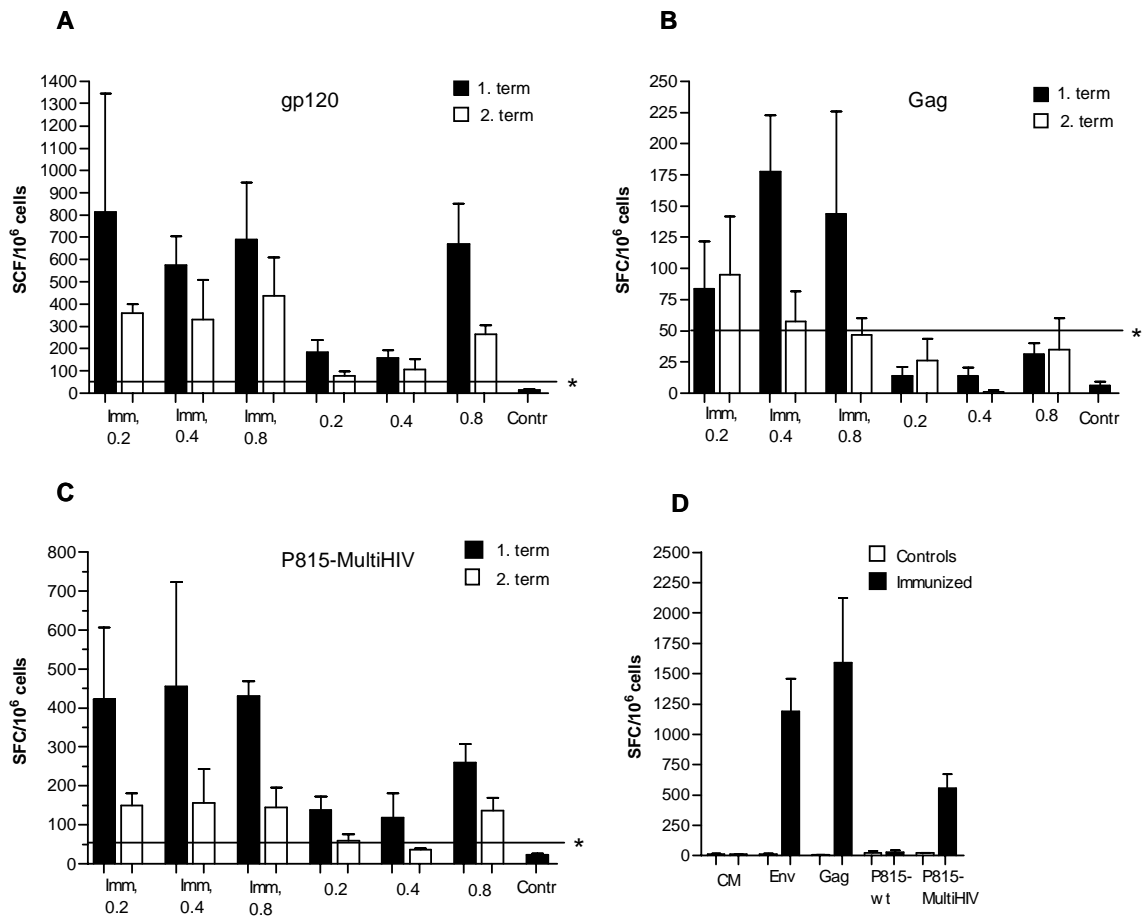 A
gp120
1. term
2. term
SCF/10⁶ cells
1400
1300
1200
1100
1000
900
800
700
600
500
400
300
200
100
0
*
Imm, 0.2
Imm, 0.4
Imm, 0.8
0.2
0.4
0.8
Contr
B
Gag
1. term
2. term
SFC/10⁶ cells
250
225
200
175
150
125
100
75
50
25
0
*
Imm, 0.2
Imm, 0.4
Imm, 0.8
0.2
0.4
0.8
Contr
C
P815-MultiHIV
1. term
2. term
SFC/10⁶ cells
800
700
600
500
400
300
200
100
0
*
Imm, 0.2
Imm, 0.4
Imm, 0.8
0.2
0.4
0.8
Contr
D
Controls
Immunized
SFC/10⁶ cells
2500
2250
2000
1750
1500
1250
1000
750
500
250
0
CM
Env
Gag
P815-
wt
P815-
MultiHIV